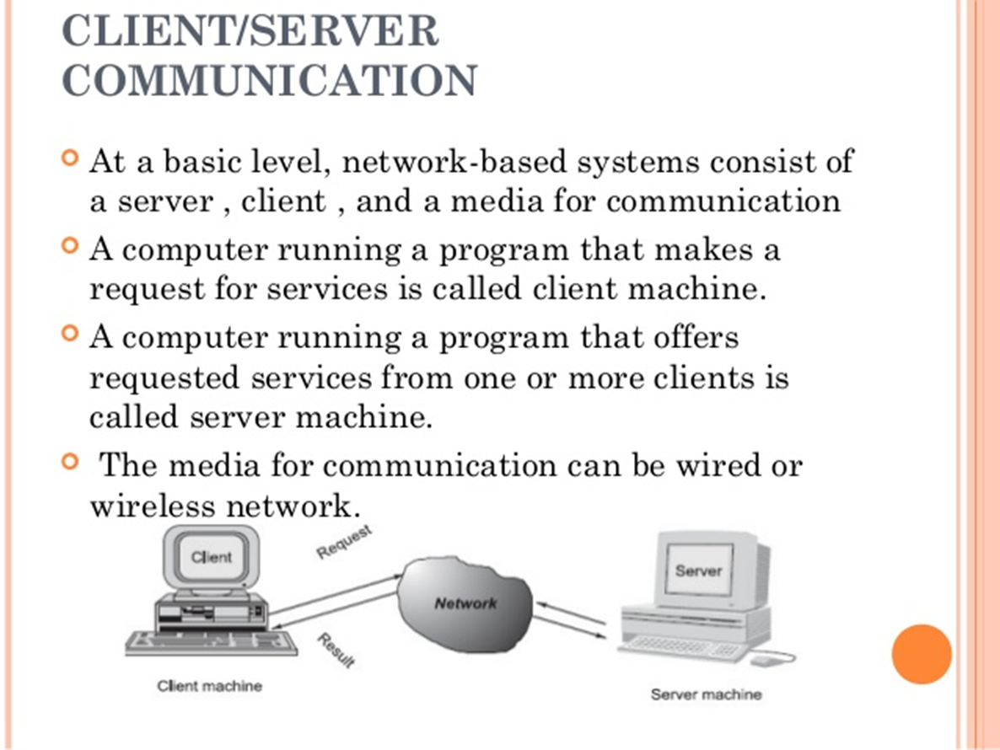 CLIENT/SERVER
COMMUNICATION
At a basic level, network-based systems consist of
a server , client , and a media for communication
A computer running a program that makes a
request for services is called client machine.
A computer running a program that offers
requested services from one or more clients is
called server machine.
The media for communication can be wired or
wireless network.
Client
Request
Network
Server
Result
Client machine
Server machine